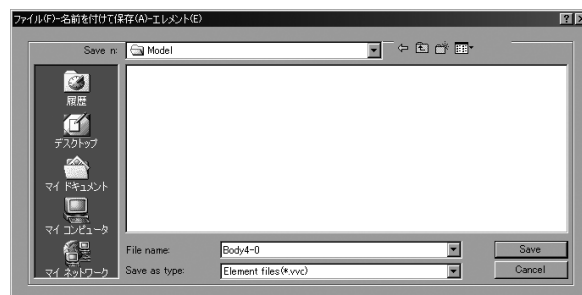 ファイル(F)-名前を付けて保存(A)-エレメント(E)
Save n:
Model
履歴
デスクトップ
マイ ドキュメント
マイ コンピュータ
マイ ネットワーク
File name:
Body4-0
Save
Save as type:
Element files(*.vvc)
Cancel